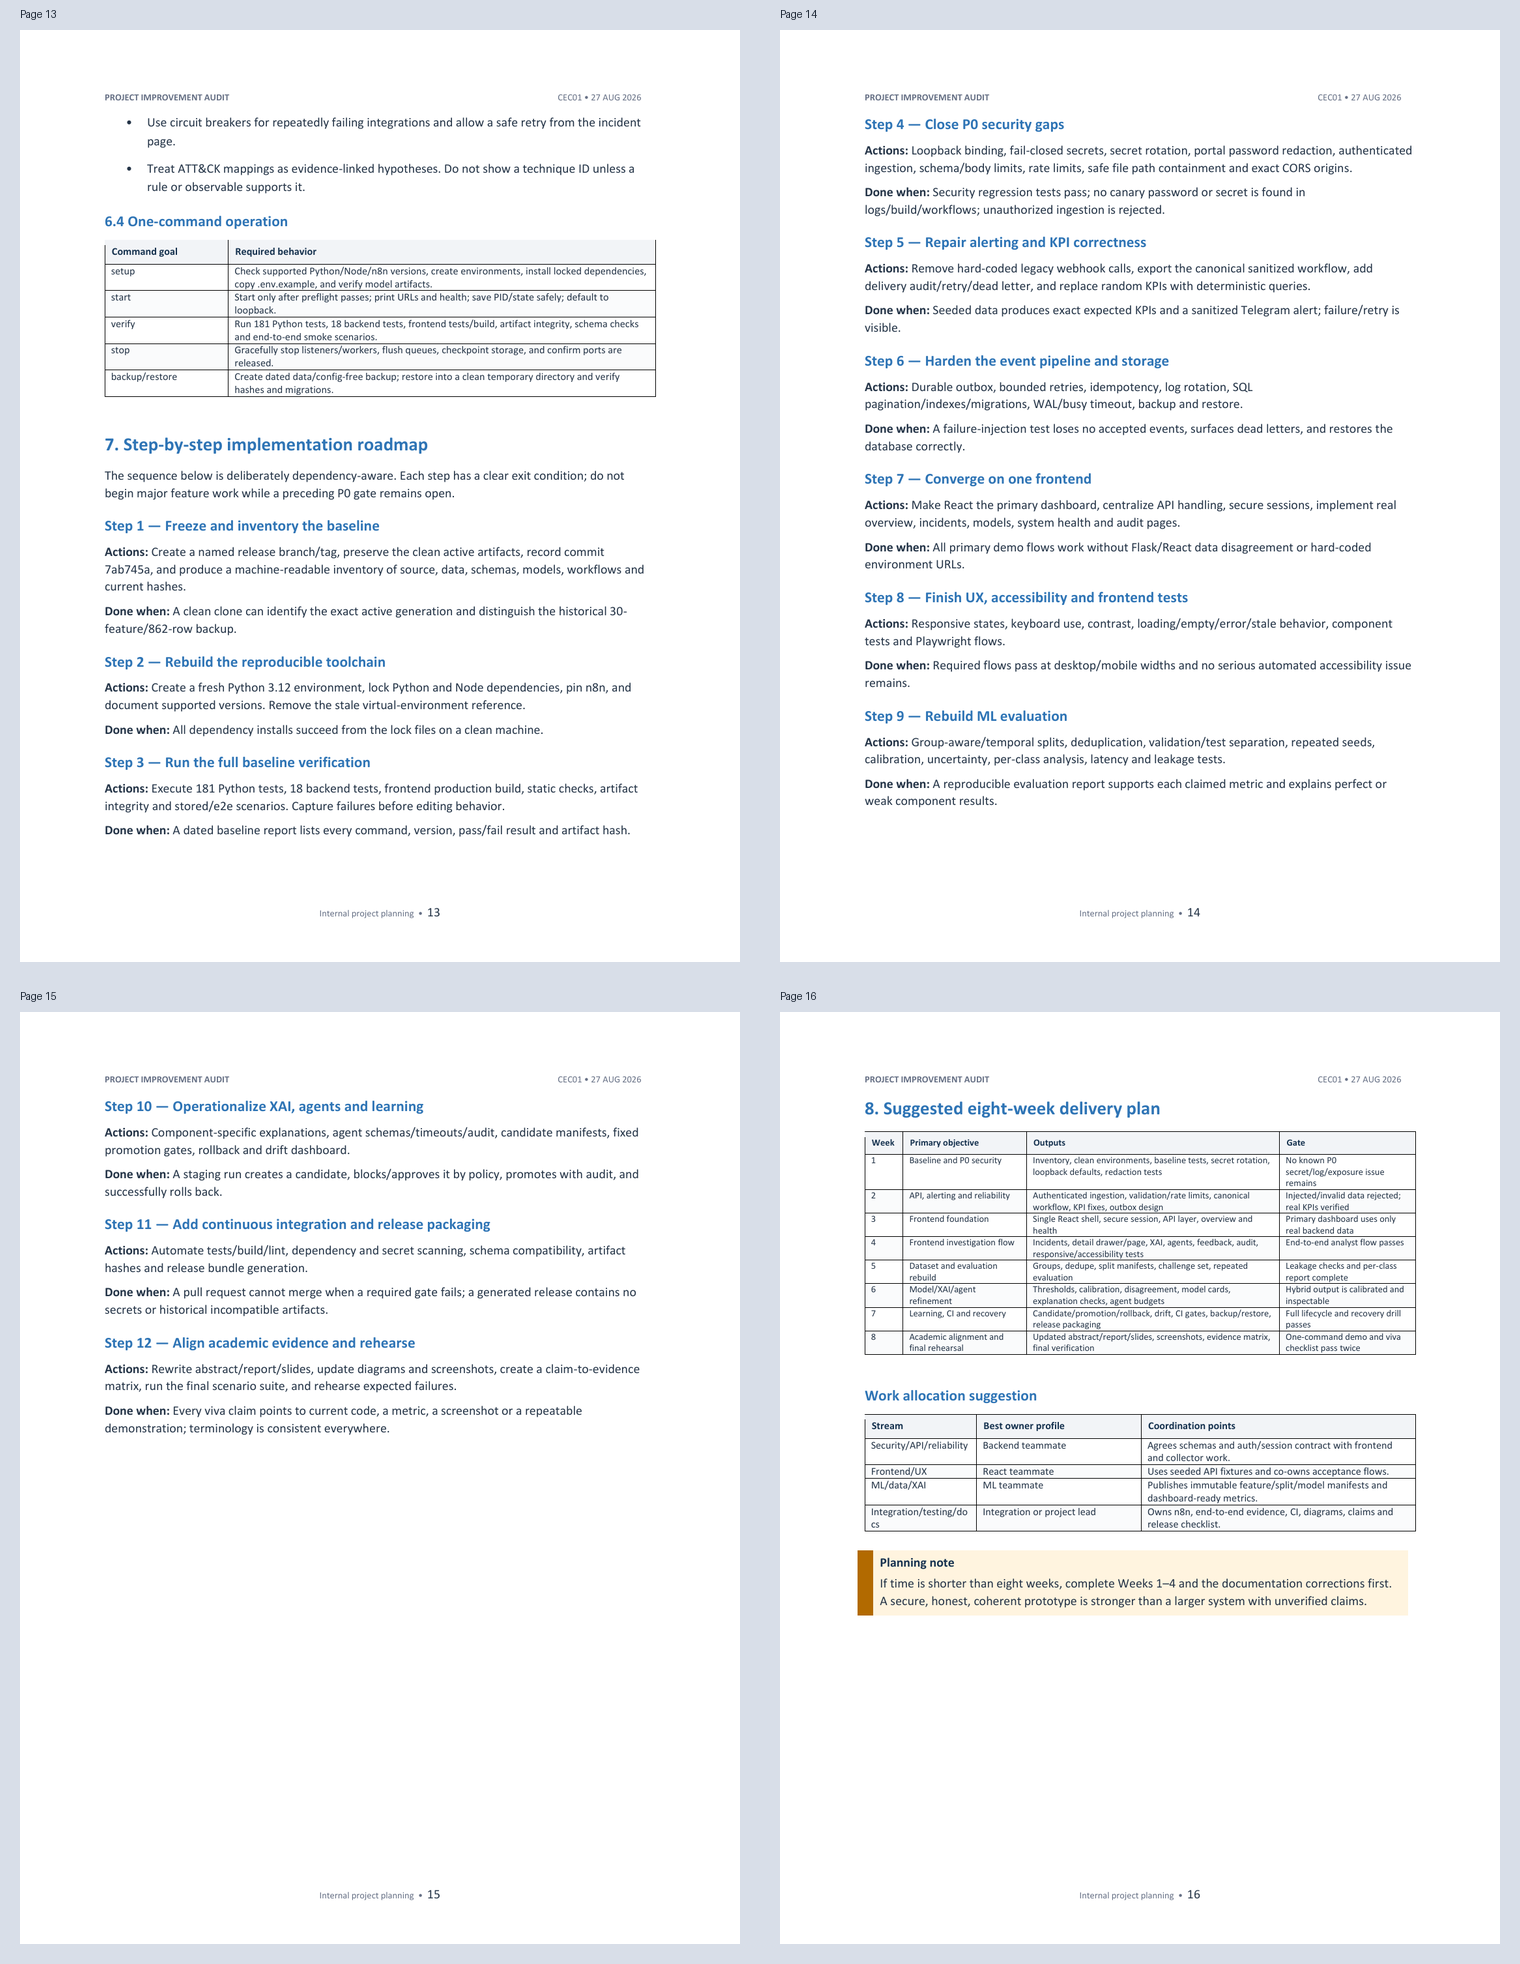 Page 13
PROJECT IMPROVEMENT AUDIT
CEC01 • 27 AUG 2026
• Use circuit breakers for repeatedly failing integrations and allow a safe retry from the incident
page.
• Treat ATT&CK mappings as evidence-linked hypotheses. Do not show a technique ID unless a
rule or observable supports it.
6.4 One-command operation
Command goal
Required behavior
setup
Check supported Python/Node/n8n versions, create environments, install locked dependencies,
copy .env.example, and verify model artifacts.
start
Start only after preflight passes; print URLs and health; save PID/state safely; default to
loopback.
verify
Run 181 Python tests, 18 backend tests, frontend tests/build, artifact integrity, schema checks
and end-to-end smoke scenarios.
stop
Gracefully stop listeners/workers, flush queues, checkpoint storage, and confirm ports are
released.
backup/restore
Create dated data/config-free backup; restore into a clean temporary directory and verify
hashes and migrations.
7. Step-by-step implementation roadmap
The sequence below is deliberately dependency-aware. Each step has a clear exit condition; do not
begin major feature work while a preceding P0 gate remains open.
Step 1 — Freeze and inventory the baseline
Actions: Create a named release branch/tag, preserve the clean active artifacts, record commit
7ab745a, and produce a machine-readable inventory of source, data, schemas, models, workflows and
current hashes.
Done when: A clean clone can identify the exact active generation and distinguish the historical 30-
feature/862-row backup.
Step 2 — Rebuild the reproducible toolchain
Actions: Create a fresh Python 3.12 environment, lock Python and Node dependencies, pin n8n, and
document supported versions. Remove the stale virtual-environment reference.
Done when: All dependency installs succeed from the lock files on a clean machine.
Step 3 — Run the full baseline verification
Actions: Execute 181 Python tests, 18 backend tests, frontend production build, static checks, artifact
integrity and stored/e2e scenarios. Capture failures before editing behavior.
Done when: A dated baseline report lists every command, version, pass/fail result and artifact hash.
Internal project planning • 13
Page 14
PROJECT IMPROVEMENT AUDIT
CEC01 • 27 AUG 2026
Step 4 — Close P0 security gaps
Actions: Loopback binding, fail-closed secrets, secret rotation, portal password redaction, authenticated
ingestion, schema/body limits, rate limits, safe file path containment and exact CORS origins.
Done when: Security regression tests pass; no canary password or secret is found in
logs/build/workflows; unauthorized ingestion is rejected.
Step 5 — Repair alerting and KPI correctness
Actions: Remove hard-coded legacy webhook calls, export the canonical sanitized workflow, add
delivery audit/retry/dead letter, and replace random KPIs with deterministic queries.
Done when: Seeded data produces exact expected KPIs and a sanitized Telegram alert; failure/retry is
visible.
Step 6 — Harden the event pipeline and storage
Actions: Durable outbox, bounded retries, idempotency, log rotation, SQL
pagination/indexes/migrations, WAL/busy timeout, backup and restore.
Done when: A failure-injection test loses no accepted events, surfaces dead letters, and restores the
database correctly.
Step 7 — Converge on one frontend
Actions: Make React the primary dashboard, centralize API handling, secure sessions, implement real
overview, incidents, models, system health and audit pages.
Done when: All primary demo flows work without Flask/React data disagreement or hard-coded
environment URLs.
Step 8 — Finish UX, accessibility and frontend tests
Actions: Responsive states, keyboard use, contrast, loading/empty/error/stale behavior, component
tests and Playwright flows.
Done when: Required flows pass at desktop/mobile widths and no serious automated accessibility issue
remains.
Step 9 — Rebuild ML evaluation
Actions: Group-aware/temporal splits, deduplication, validation/test separation, repeated seeds,
calibration, uncertainty, per-class analysis, latency and leakage tests.
Done when: A reproducible evaluation report supports each claimed metric and explains perfect or
weak component results.
Internal project planning • 14
Page 15
PROJECT IMPROVEMENT AUDIT
CEC01 • 27 AUG 2026
Step 10 — Operationalize XAI, agents and learning
Actions: Component-specific explanations, agent schemas/timeouts/audit, candidate manifests, fixed
promotion gates, rollback and drift dashboard.
Done when: A staging run creates a candidate, blocks/approves it by policy, promotes with audit, and
successfully rolls back.
Step 11 — Add continuous integration and release packaging
Actions: Automate tests/build/lint, dependency and secret scanning, schema compatibility, artifact
hashes and release bundle generation.
Done when: A pull request cannot merge when a required gate fails; a generated release contains no
secrets or historical incompatible artifacts.
Step 12 — Align academic evidence and rehearse
Actions: Rewrite abstract/report/slides, update diagrams and screenshots, create a claim-to-evidence
matrix, run the final scenario suite, and rehearse expected failures.
Done when: Every viva claim points to current code, a metric, a screenshot or a repeatable
demonstration; terminology is consistent everywhere.
Internal project planning • 15
Page 16
PROJECT IMPROVEMENT AUDIT
CEC01 • 27 AUG 2026
8. Suggested eight-week delivery plan
Week
Primary objective
Outputs
Gate
1
Baseline and P0 security
Inventory, clean environments, baseline tests, secret rotation,
loopback defaults, redaction tests
No known P0
secret/log/exposure issue
remains
2
API, alerting and reliability
Authenticated ingestion, validation/rate limits, canonical
workflow, KPI fixes, outbox design
Injected/invalid data rejected;
real KPIs verified
3
Frontend foundation
Single React shell, secure session, API layer, overview and
health
Primary dashboard uses only
real backend data
4
Frontend investigation flow
Incidents, detail drawer/page, XAI, agents, feedback, audit,
responsive/accessibility tests
End-to-end analyst flow passes
5
Dataset and evaluation
rebuild
Groups, dedupe, split manifests, challenge set, repeated
evaluation
Leakage checks and per-class
report complete
6
Model/XAI/agent
refinement
Thresholds, calibration, disagreement, model cards,
explanation checks, agent budgets
Hybrid output is calibrated and
inspectable
7
Learning, CI and recovery
Candidate/promotion/rollback, drift, CI gates, backup/restore,
release packaging
Full lifecycle and recovery drill
passes
8
Academic alignment and
final rehearsal
Updated abstract/report/slides, screenshots, evidence matrix,
final verification
One-command demo and viva
checklist pass twice
Work allocation suggestion
Stream
Best owner profile
Coordination points
Security/API/reliability
Backend teammate
Agrees schemas and auth/session contract with frontend
and collector work.
Frontend/UX
React teammate
Uses seeded API fixtures and co-owns acceptance flows.
ML/data/XAI
ML teammate
Publishes immutable feature/split/model manifests and
dashboard-ready metrics.
Integration/testing/do
cs
Integration or project lead
Owns n8n, end-to-end evidence, CI, diagrams, claims and
release checklist.
Planning note
If time is shorter than eight weeks, complete Weeks 1–4 and the documentation corrections first.
A secure, honest, coherent prototype is stronger than a larger system with unverified claims.
Internal project planning • 16